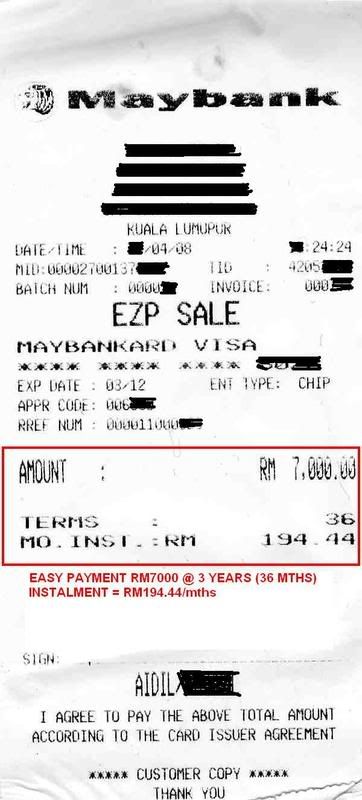 Maybank
KUALA LUMUPUR
DATE/TIME : /04/08 :24:24
MID:00002700137 TID : 4205
BATCH NUM : 0000 INVOICE: 000
EZP SALE
MAYBANKARD VISA
**** **** ****
EXP DATE : 03/12 ENT TYPE: CHIP
APPR CODE: 006
RREF NUM : 000011000
AMOUNT : RM 7,000.00
TERMS : 36
MO.INST.:RM 194.44
EASY PAYMENT RM7000 @ 3 YEARS (36 MTHS)
INSTALMENT = RM194.44/mths
SIGN:
AIDIL
I AGREE TO PAY THE ABOVE TOTAL AMOUNT
ACCORDING TO THE CARD ISSUER AGREEMENT
***** CUSTOMER COPY *****
THANK YOU